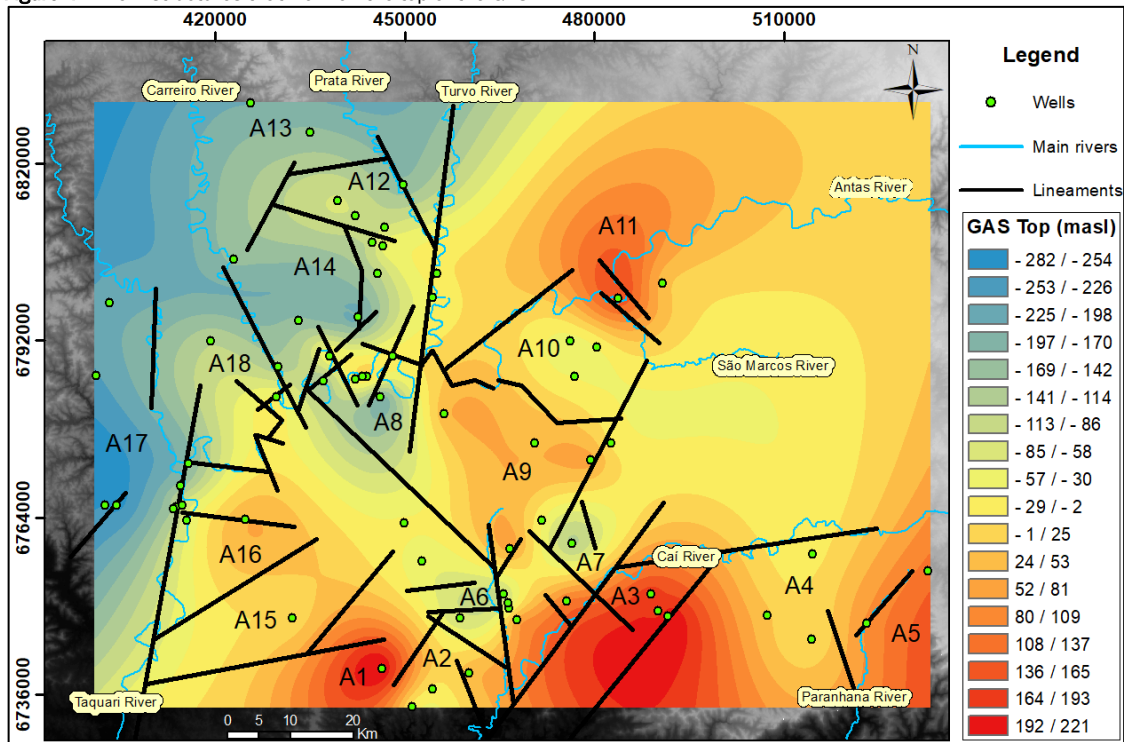 420000 450000 480000 510000
N
Legend
Wells
Main rivers
Lineaments
GAS Top (masl)
- 282 / - 254
- 253 / - 226
- 225 / - 198
- 197 / - 170
- 169 / - 142
- 141 / - 114
- 113 / - 86
- 85 / - 58
- 57 / - 30
- 29 / - 2
- 1 / 25
24 / 53
52 / 81
80 / 109
108 / 137
136 / 165
164 / 193
192 / 221
6820000
6792000
6764000
6736000
Carreiro River
Prata River
Turvo River
Antas River
São Marcos River
Caí River
Taquari River
Paranhana River
A13
A12
A11
A14
A10
A18
A8
A17
A9
A16
A7
A6
A3
A4
A15
A5
A2
A1
0 5 10 20
Km